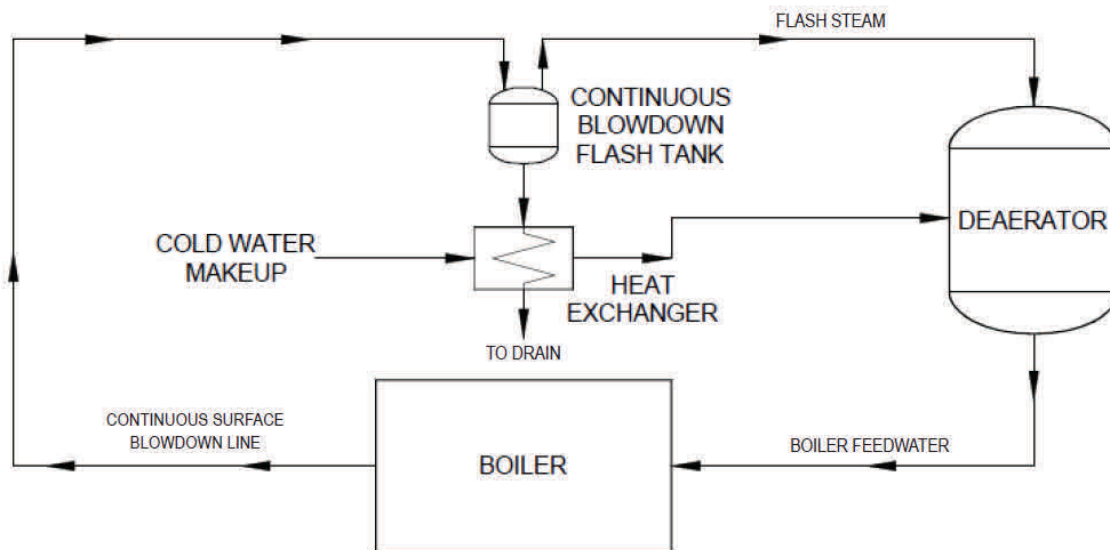 FLASH STEAM
CONTINUOUS
BLOWDOWN
FLASH TANK
DEAERATOR
COLD WATER
MAKEUP
HEAT
EXCHANGER
TO DRAIN
CONTINUOUS SURFACE
BLOWDOWN LINE
BOILER
BOILER FEEDWATER